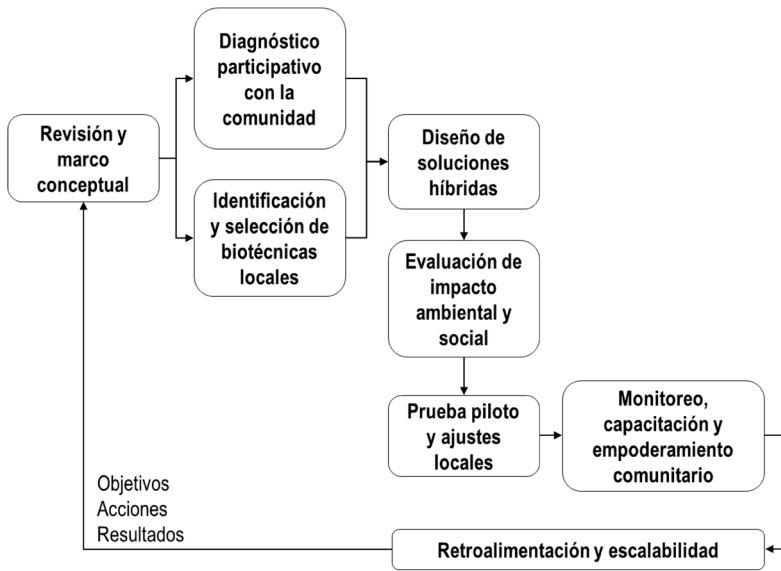 Diagnóstico
participativo
con la
comunidad
Revisión y
marco
conceptual
Identificación
y selección de
biotécnicas
locales
Diseño de
soluciones
híbridas
Evaluación de
impacto
ambiental y
social
Prueba piloto
y ajustes
locales
Monitoreo,
capacitación y
empoderamiento
comunitario
Objetivos
Acciones
Resultados
Retroalimentación y escalabilidad